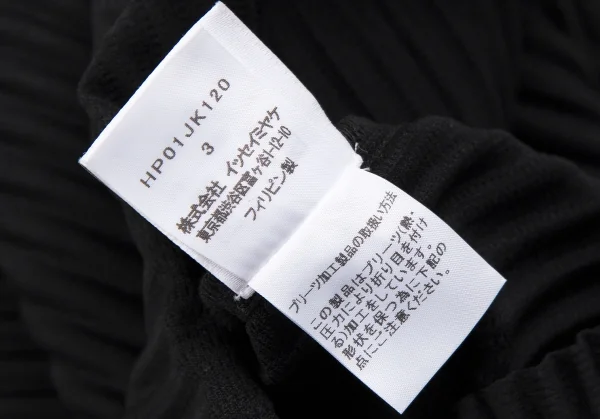 HP01JK120
3
株式会社 イッセイミヤケ
東京都渋谷区富ヶ谷1-12-10
フィリピン製
プリーツ加工製品の取扱い方法
この製品はプリーツ(熱・
圧力により折り目を付け
る)加工をしています。
形状を保つ為に下記の
点にご注意ください。